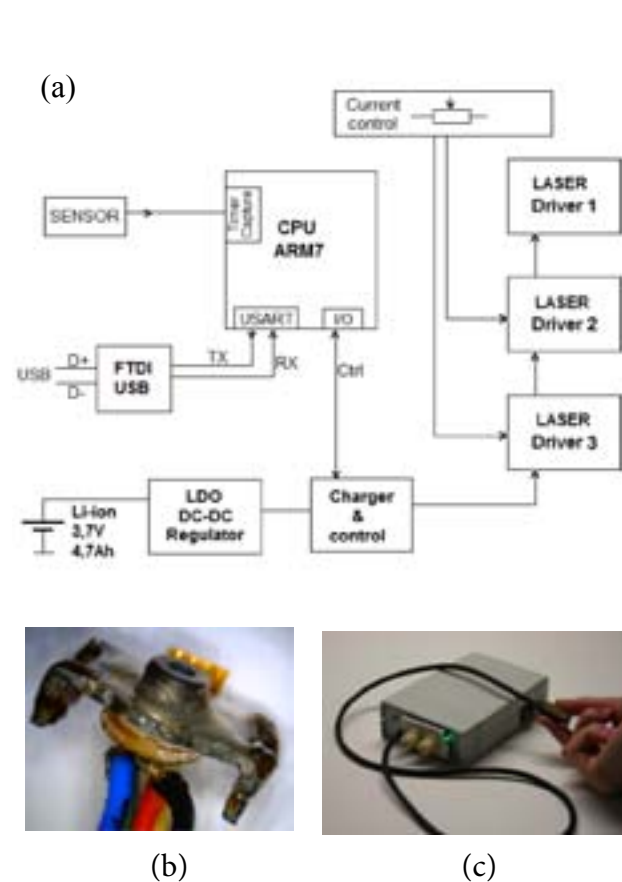 (a)
Current
control
LASER
Driver 1
SENSOR
Timer
Capture
CPU
ARM7
LASER
Driver 2
USART
I/O
USB
D+
D-
FTDI
USB
TX
RX
Ctrl
LASER
Driver 3
Li-ion
3,7V
4,7Ah
LDO
DC-DC
Regulator
Charger
&
control
(b)
(c)